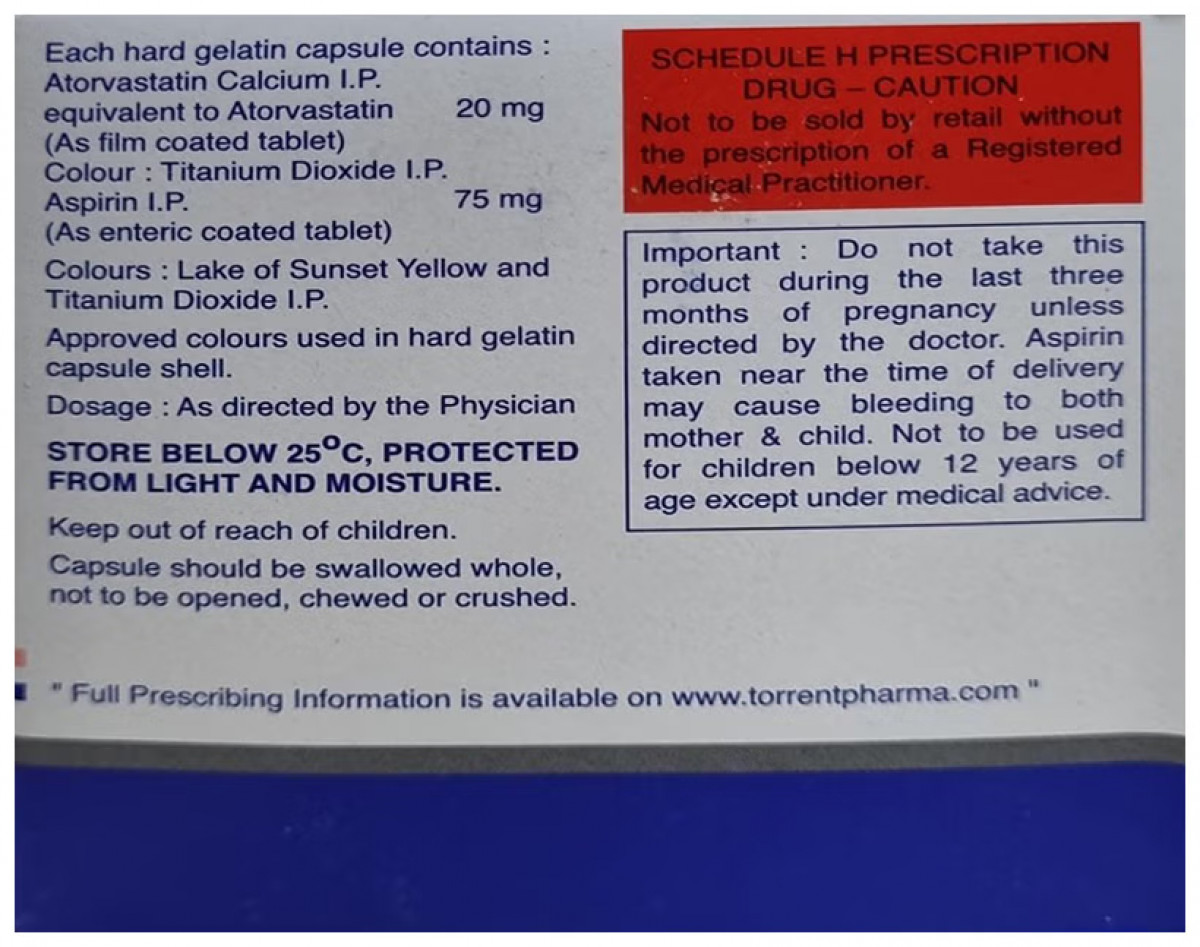 Each hard gelatin capsule contains :
Atorvastatin Calcium I.P.
equivalent to Atorvastatin 20 mg
(As film coated tablet)
Colour : Titanium Dioxide I.P.
Aspirin I.P. 75 mg
(As enteric coated tablet)
Colours : Lake of Sunset Yellow and
Titanium Dioxide I.P.
Approved colours used in hard gelatin
capsule shell.
Dosage : As directed by the Physician
STORE BELOW 25⁰C, PROTECTED
FROM LIGHT AND MOISTURE.
Keep out of reach of children.
Capsule should be swallowed whole,
not to be opened, chewed or crushed.
SCHEDULE H PRESCRIPTION
DRUG – CAUTION
Not to be sold by retail without
the prescription of a Registered
Medical Practitioner.
Important : Do not take this
product during the last three
months of pregnancy unless
directed by the doctor. Aspirin
taken near the time of delivery
may cause bleeding to both
mother & child. Not to be used
for children below 12 years of
age except under medical advice.
" Full Prescribing Information is available on www.torrentpharma.com "